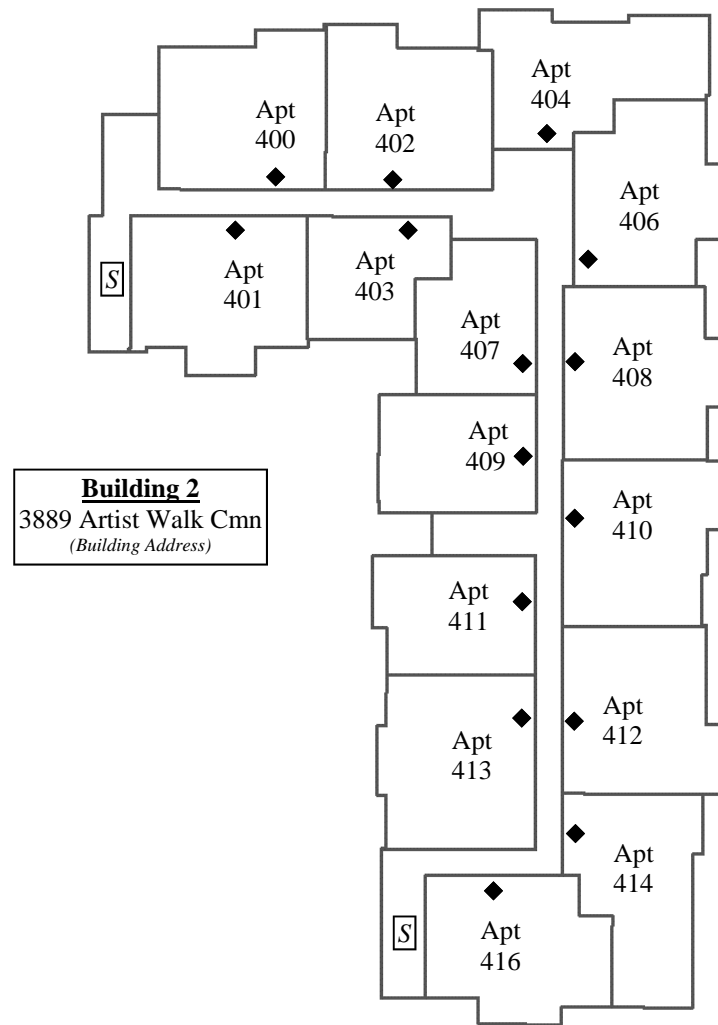 Apt
400
Apt
402
Apt
404
Apt
406
S
Apt
401
Apt
403
Apt
407
Apt
408
Apt
409
Building 2
3889 Artist Walk Cmn
(Building Address)
Apt
410
Apt
411
Apt
412
Apt
413
Apt
414
S
Apt
416